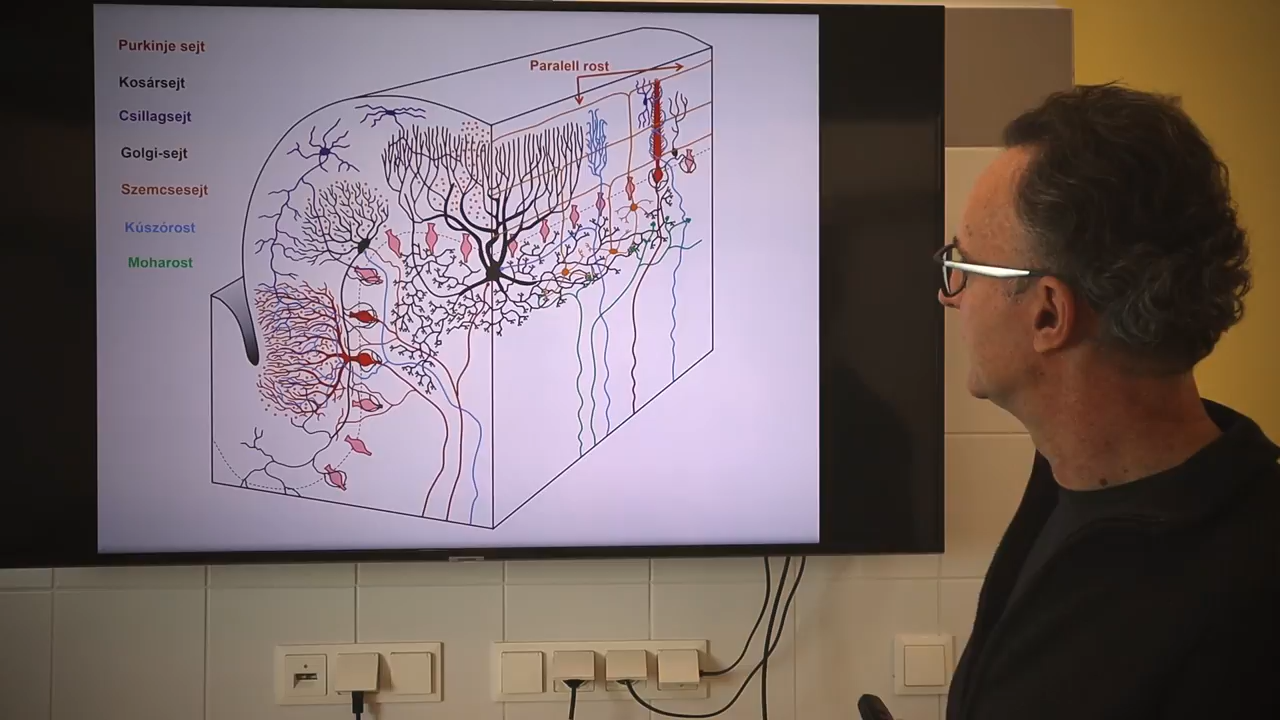 Purkinje sejt
Kosársejt
Csillagsejt
Golgi-sejt
Szemcsesejt
Kúszórost
Moharost
Paralell rost